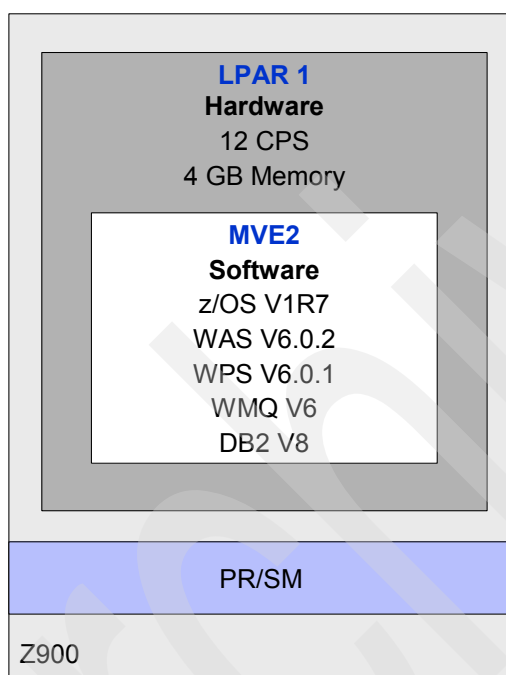 LPAR 1
Hardware
12 CPS
4 GB Memory
MVE2
Software
z/OS V1R7
WAS V6.0.2
WPS V6.0.1
WMQ V6
DB2 V8
PR/SM
Z900